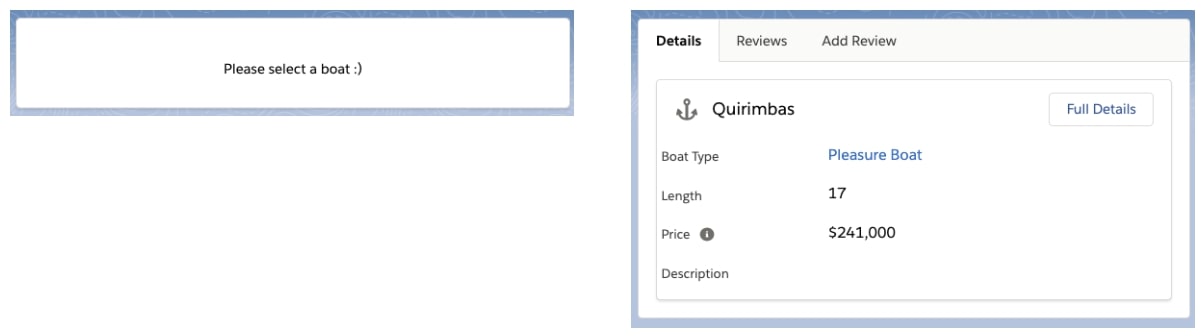 Please select a boat :)
Details Reviews Add Review
Quirimbas Full Details
Boat Type Pleasure Boat
Length 17
Price $241,000
Description